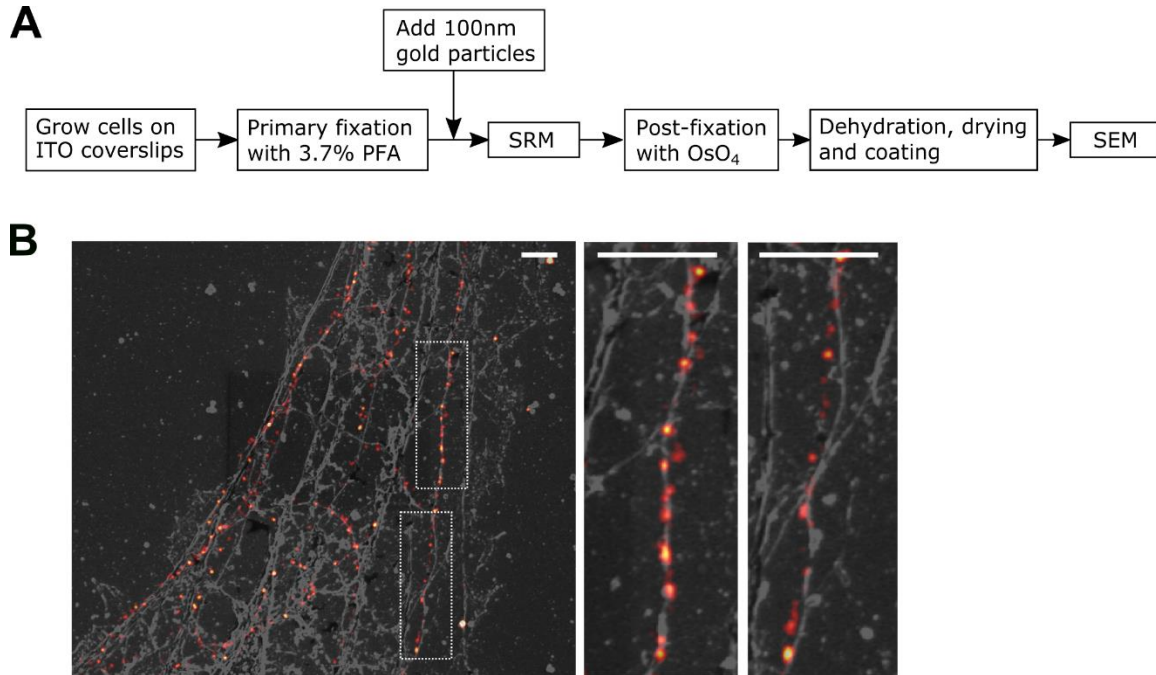 A
Add 100nm
gold particles
Grow cells on
ITO coverslips
Primary fixation
with 3.7% PFA
SRM
Post-fixation
with OsO₄
Dehydration, drying
and coating
SEM
B